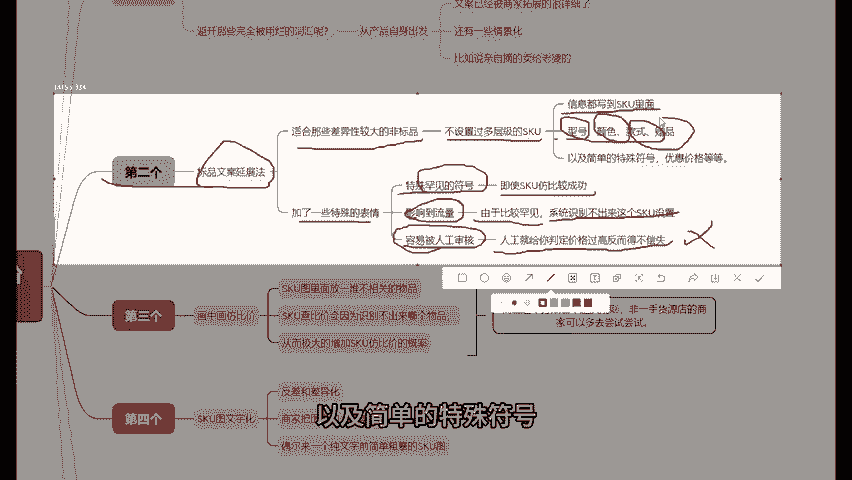 文案已经被商家拓展的很详细了
避开那些完全被用烂的词汇呢?
从产品自身出发
还有一些情景化
比如说亲自摘的卖给老婆的
信息都写到SKU里面
适合那些差异性较大的非标品
不设置过多层级的SKU
型号、颜色、款式、赠品
以及简单的特殊符号,优惠价格等等。
第二个
标品文案延展法
特殊罕见的符号
即使SKU仿比较成功
加了一些特殊的表情
影响到流量
由于比较罕见,系统识别不出来这个SKU设置
容易被人工审核
人工就给你判定价格过高反而得不偿失
价
SKU图里面放一堆不相关的物品
第三个
画中画仿比价
SKU查比价会因为识别不出来哪个物品
非一手货源店的商
家可以多去尝试尝试。
从而极大的增加SKU仿比价的概率
反差和差异化
第四个
SKU图文字化
商家把
偶尔来一个纯文字的简单粗暴的SKU图
以及简单的特殊符号